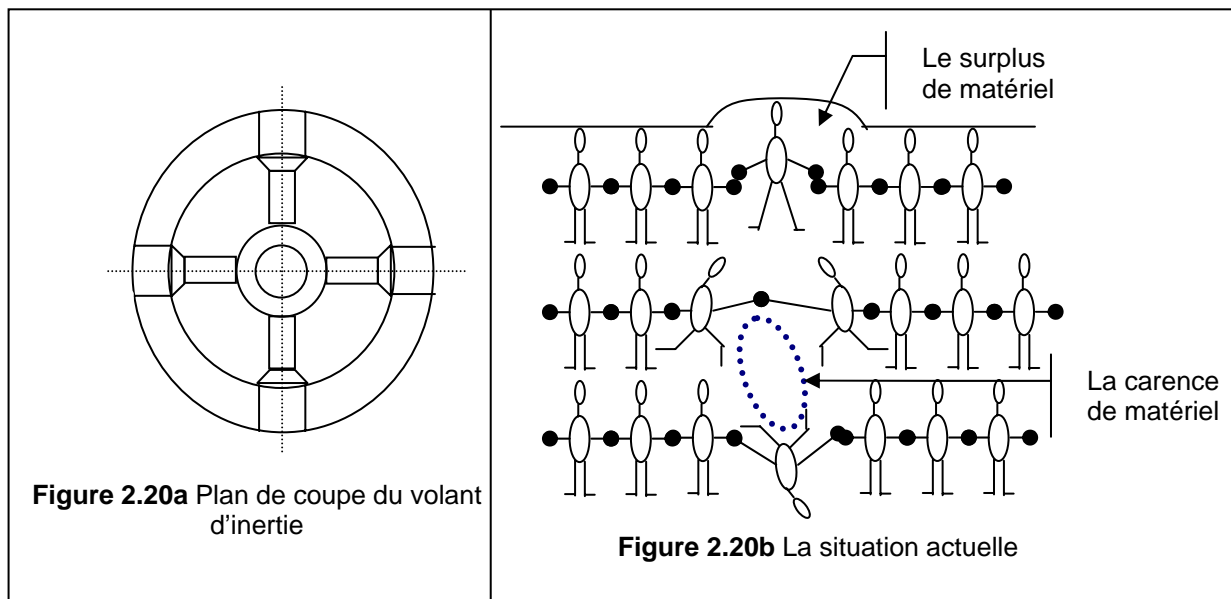 Le surplus
de matériel
La carence
de matériel
Figure 2.20a Plan de coupe du volant
d'inertie
Figure 2.20b La situation actuelle